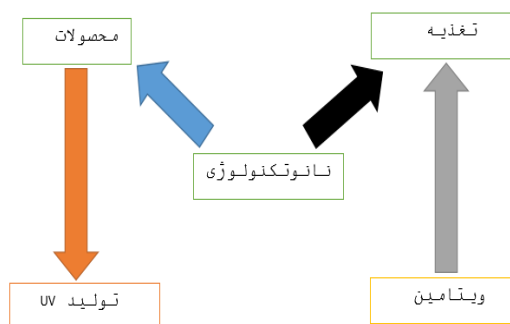 تغذیه
محصولات
نانوتکنولوژی
ویتامین
تولید UV